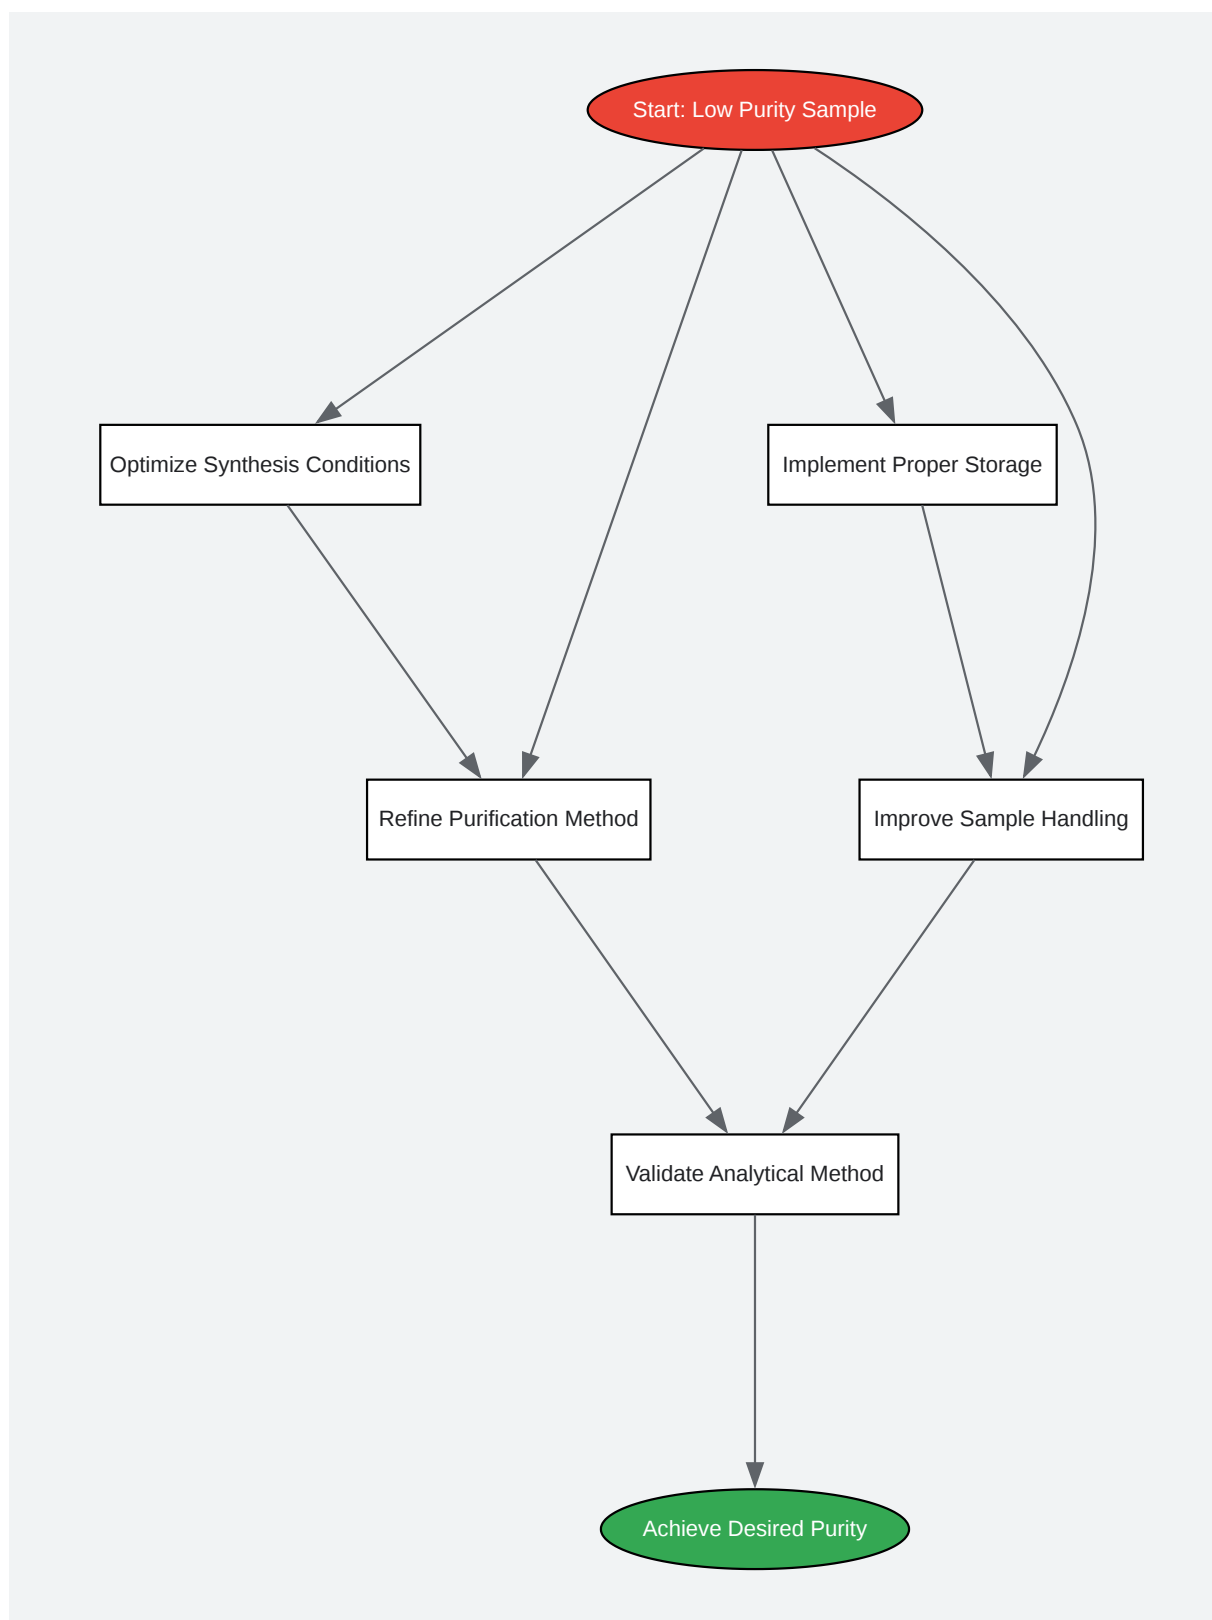 Start: Low Purity Sample
Optimize Synthesis Conditions
Implement Proper Storage
Refine Purification Method
Improve Sample Handling
Validate Analytical Method
Achieve Desired Purity